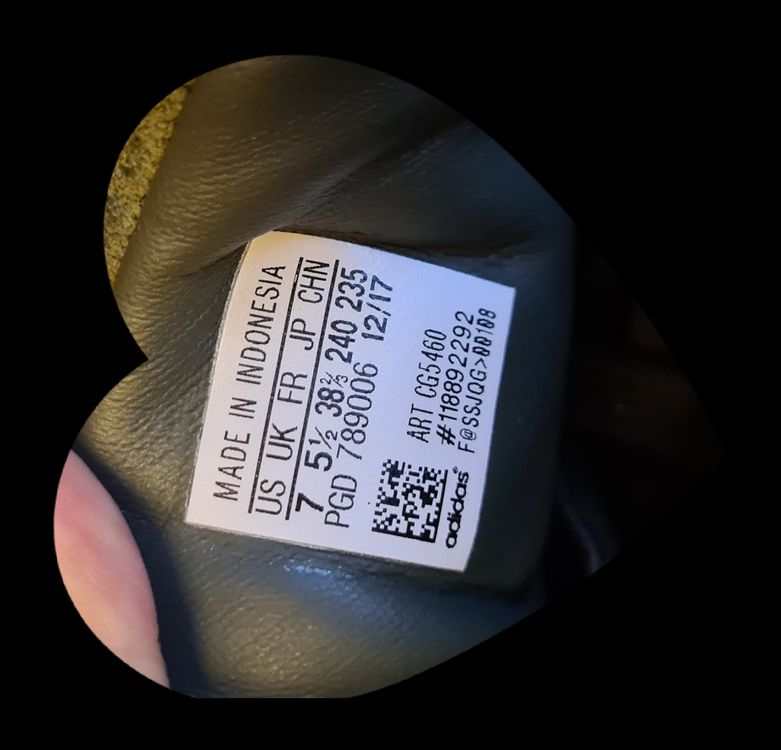 MADE IN INDONESIA
US UK FR JP CHN
7 5½ 38⅔ 240 235
PGD 789006 12/17
ART CG5460
#118892292
F@SSJQG>00108
adidas®